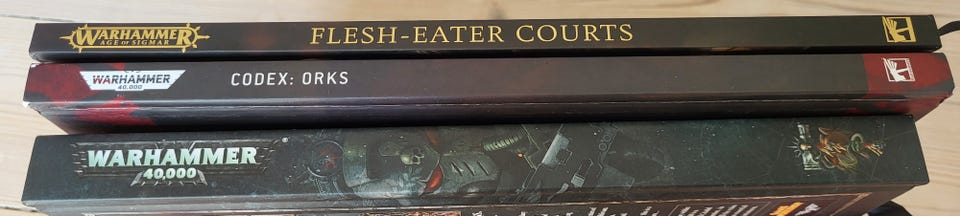 WARHAMMER
AGE OF SIGMAR
FLESH-EATER COURTS
WARHAMMER
40,000
CODEX: ORKS
WARHAMMER
40,000